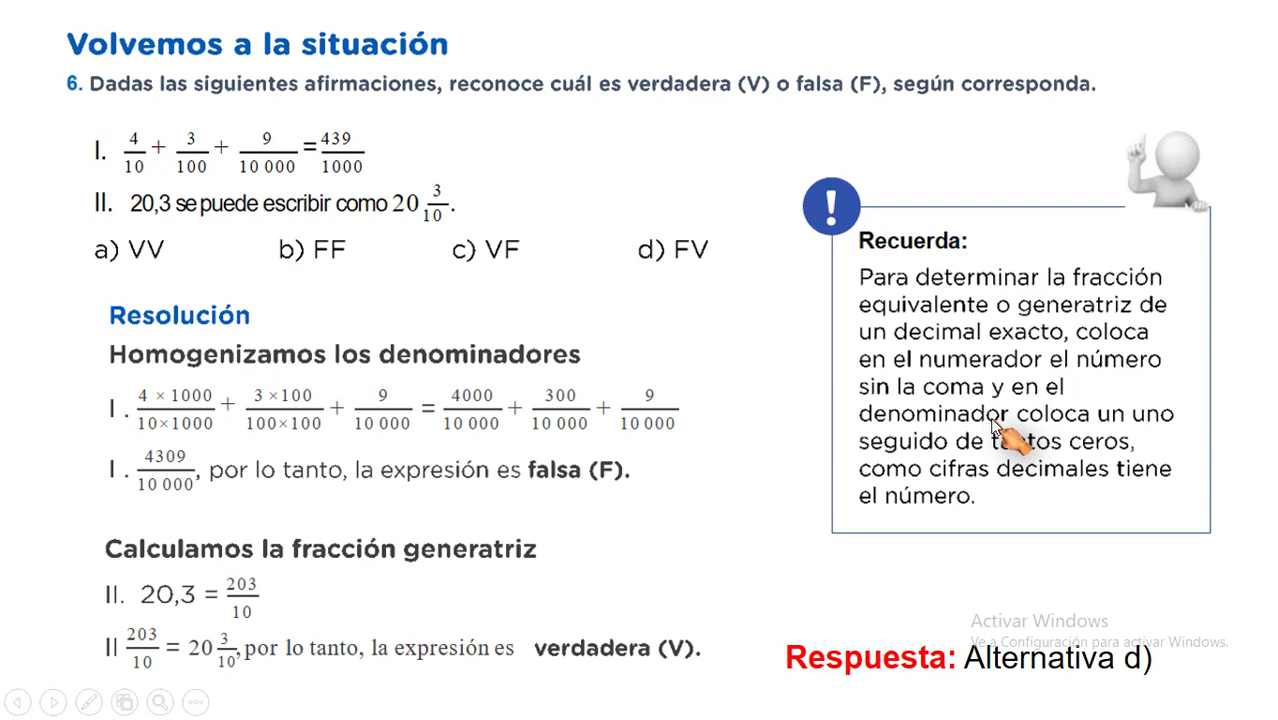 Volvemos a la situación
6. Dadas las siguientes afirmaciones, reconoce cuál es verdadera (V) o falsa (F), según corresponda.
I. 4/10 + 3/100 + 9/10 000 = 439/1000
II. 20,3 se puede escribir como 20 3/10.
a) VV b) FF c) VF d) FV
Resolución
Homogenizamos los denominadores
I . 4 × 1000/10×1000 + 3 ×100/100×100 + 9/10 000 = 4000/10 000 + 300/10 000 + 9/10 000
I . 4309/10 000, por lo tanto, la expresión es falsa (F).
Calculamos la fracción generatriz
II. 20,3 = 203/10
II 203/10 = 20 3/10, por lo tanto, la expresión es verdadera (V).
!
Recuerda:
Para determinar la fracción
equivalente o generatriz de
un decimal exacto, coloca
en el numerador el número
sin la coma y en el
denominador coloca un uno
seguido de tantos ceros,
como cifras decimales tiene
el número.
Activar Windows
Ve a Configuración para activar Windows.
Respuesta: Alternativa d)